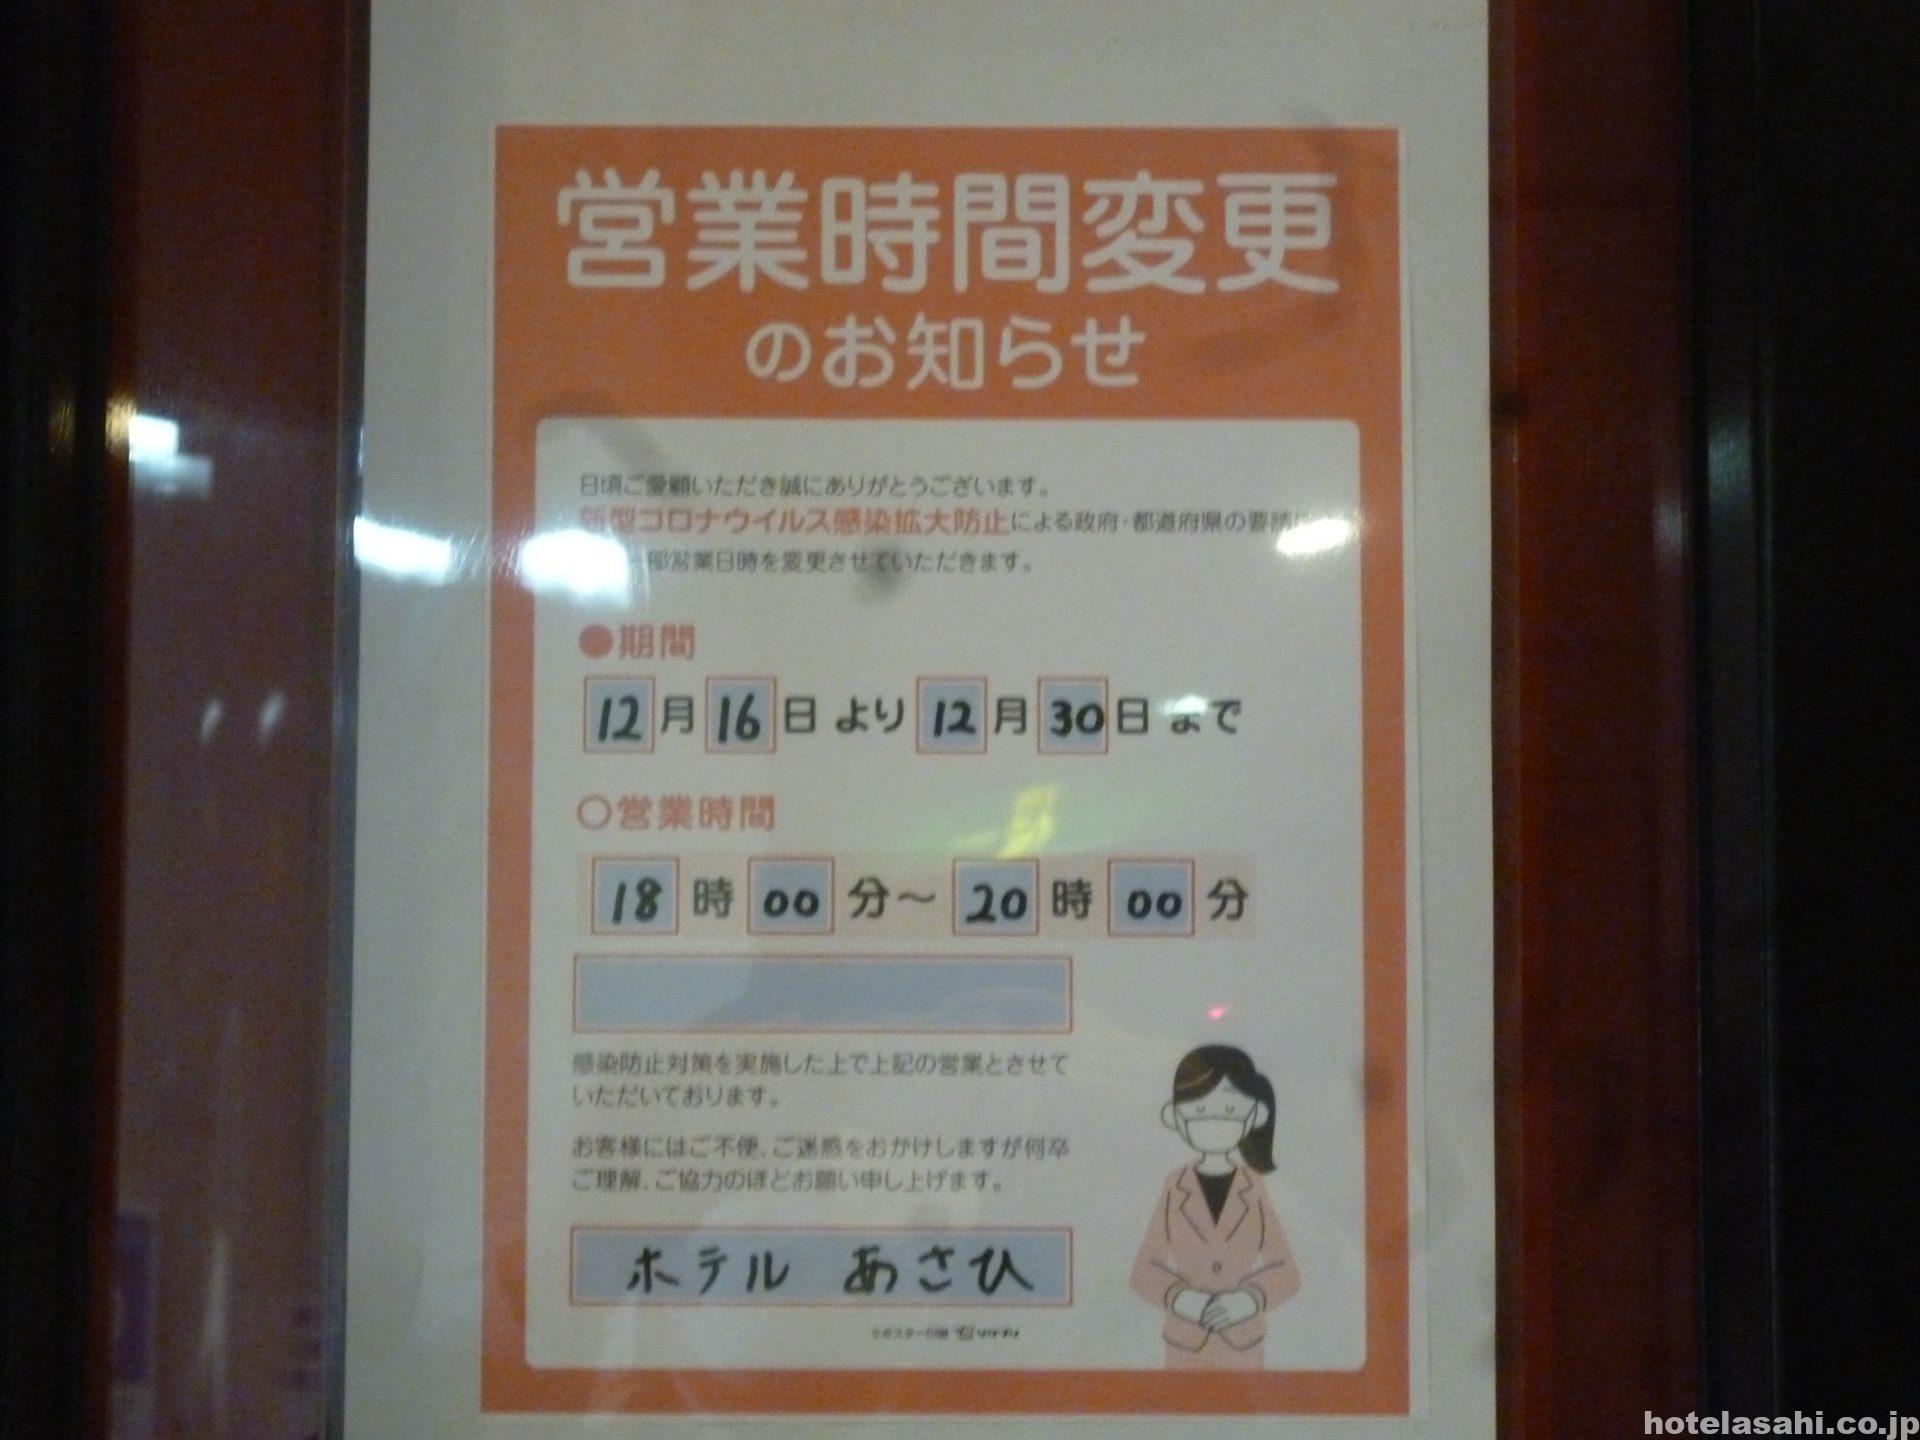 営業時間変更
のお知らせ
日頃ご愛顧いただき誠にありがとうございます。
新型コロナウイルス感染拡大防止による政府・都道府県の要請に
一部営業日時を変更させていただきます。
●期間
12月16日より12月30日まで
○営業時間
18時00分～20時00分
感染防止対策を実施した上で上記の営業とさせて
いただいております。
お客様にはご不便、ご迷惑をおかけしますが何卒
ご理解、ご協力のほどお願い申し上げます。
ホテル あさひ
hotelasahi.co.jp